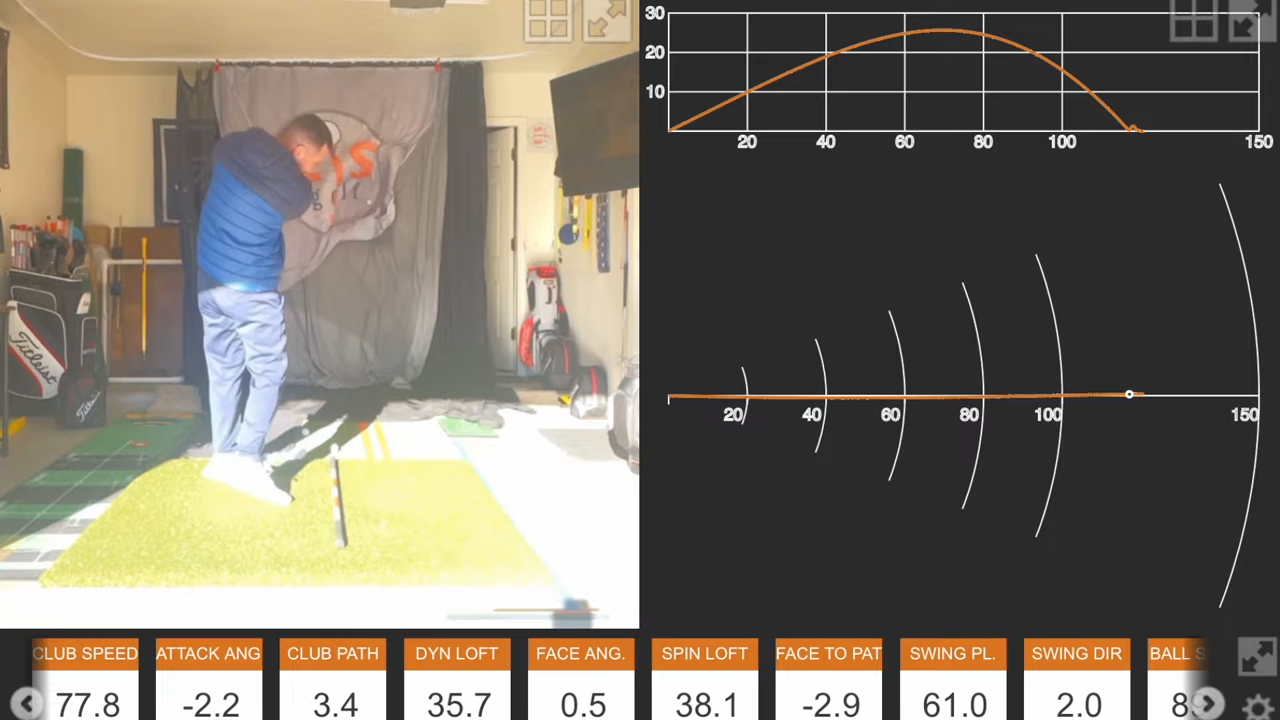 30
20
10
20 40 60 80 100 150
Titleist
20 40 60 80 100 150
CLUB SPEED ATTACK ANG CLUB PATH DYN LOFT FACE ANG. SPIN LOFT FACE TO PAT SWING PL. SWING DIR BALL
77.8 -2.2 3.4 35.7 0.5 38.1 -2.9 61.0 2.0 8